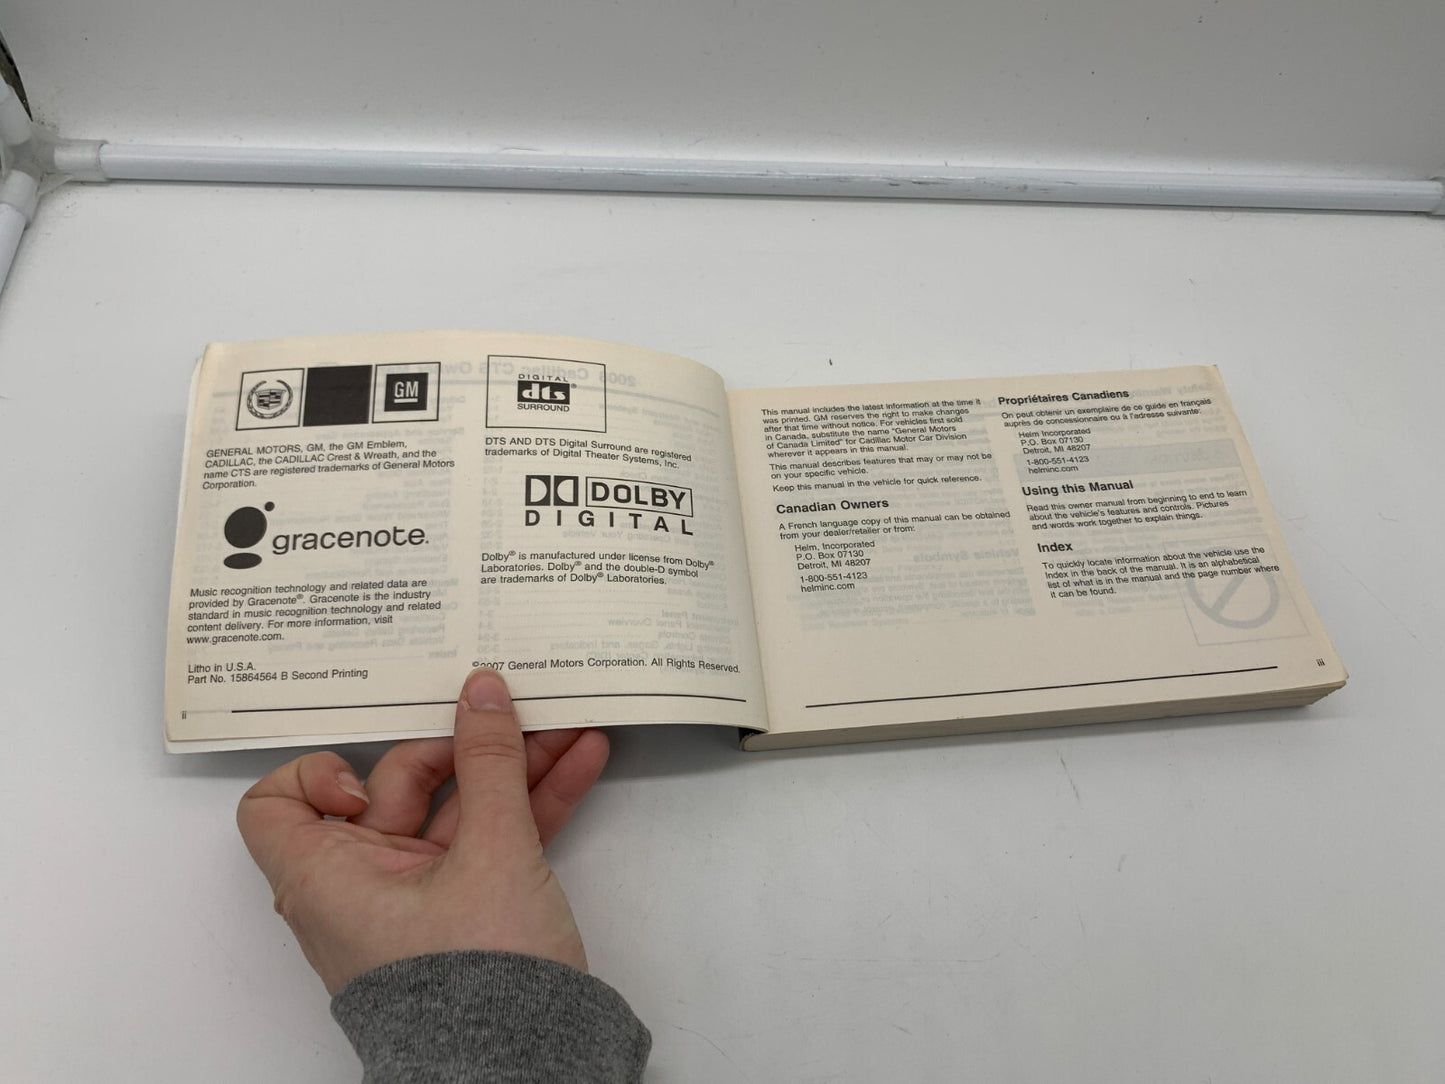 GM
GENERAL MOTORS, GM, the GM Emblem,
CADILLAC, the CADILLAC Crest & Wreath, and the
name CTS are registered trademarks of General Motors
Corporation.
gracenote.
Music recognition technology and related data are
provided by Gracenote®. Gracenote is the industry
standard in music recognition technology and related
content delivery. For more information, visit
www.gracenote.com.
Litho in U.S.A.
Part No. 15864564 B Second Printing
ii
DIGITAL
dts®
SURROUND
DTS AND DTS Digital Surround are registered
trademarks of Digital Theater Systems, Inc.
DOLBY
DIGITAL
Dolby® is manufactured under license from Dolby®
Laboratories. Dolby® and the double-D symbol
are trademarks of Dolby® Laboratories.
©2007 General Motors Corporation. All Rights Reserved.
This manual includes the latest information at the time it
was printed. GM reserves the right to make changes
after that time without notice. For vehicles first sold
in Canada, substitute the name "General Motors
of Canada Limited" for Cadillac Motor Car Division
wherever it appears in this manual.
This manual describes features that may or may not be
on your specific vehicle.
Keep this manual in the vehicle for quick reference.
Canadian Owners
A French language copy of this manual can be obtained
from your dealer/retailer or from:
Helm, Incorporated
P.O. Box 07130
Detroit, MI 48207
1-800-551-4123
helminc.com
Propriétaires Canadiens
On peut obtenir un exemplaire de ce guide en français
auprès de concessionnaire ou à l'adresse suivante:
Helm Incorporated
P.O. Box 07130
Detroit, MI 48207
1-800-551-4123
helminc.com
Using this Manual
Read this owner manual from beginning to end to learn
about the vehicle's features and controls. Pictures
and words work together to explain things.
Index
To quickly locate information about the vehicle use the
Index in the back of the manual. It is an alphabetical
list of what is in the manual and the page number where
it can be found.
iii